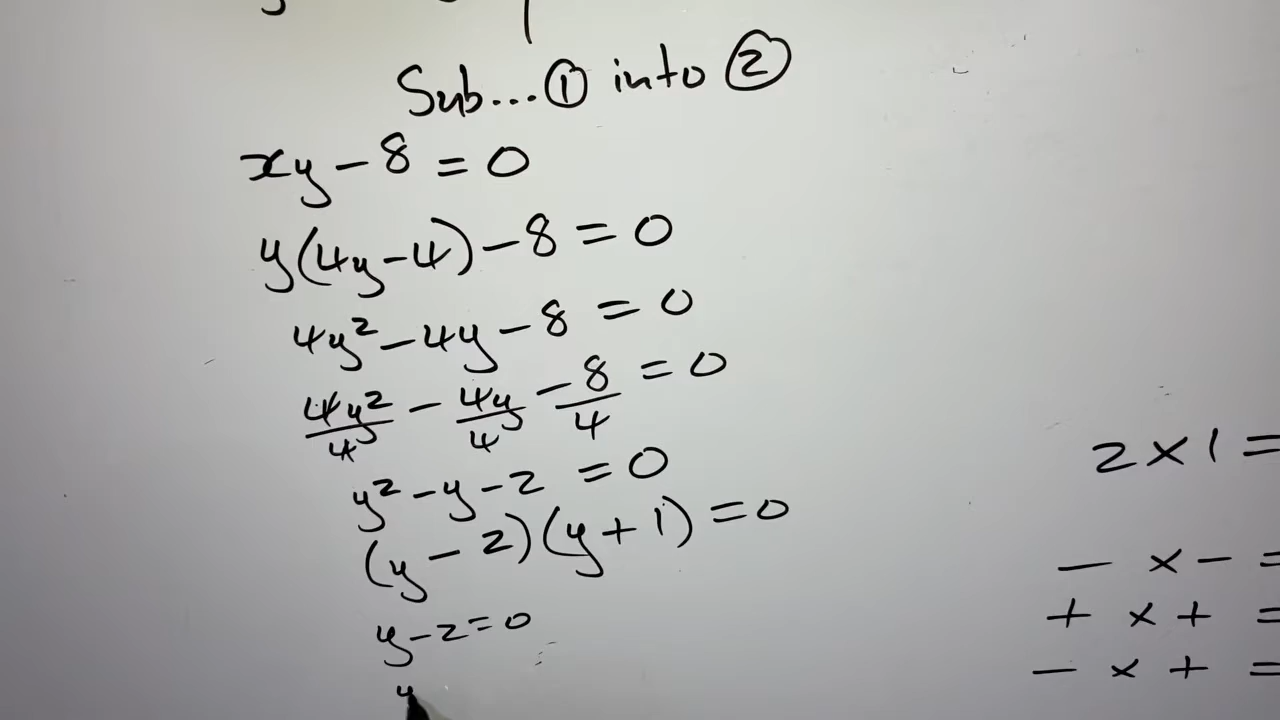 Sub... ① into ②
xy - 8 = 0
y(4y-4) - 8 = 0
4y² - 4y - 8 = 0
4y²/4 - 4y/4 - 8/4 = 0
y² - y - 2 = 0
(y - 2)(y + 1) = 0
y - 2 = 0
y
2 × 1 =
- × - =
+ × + =
- × + =